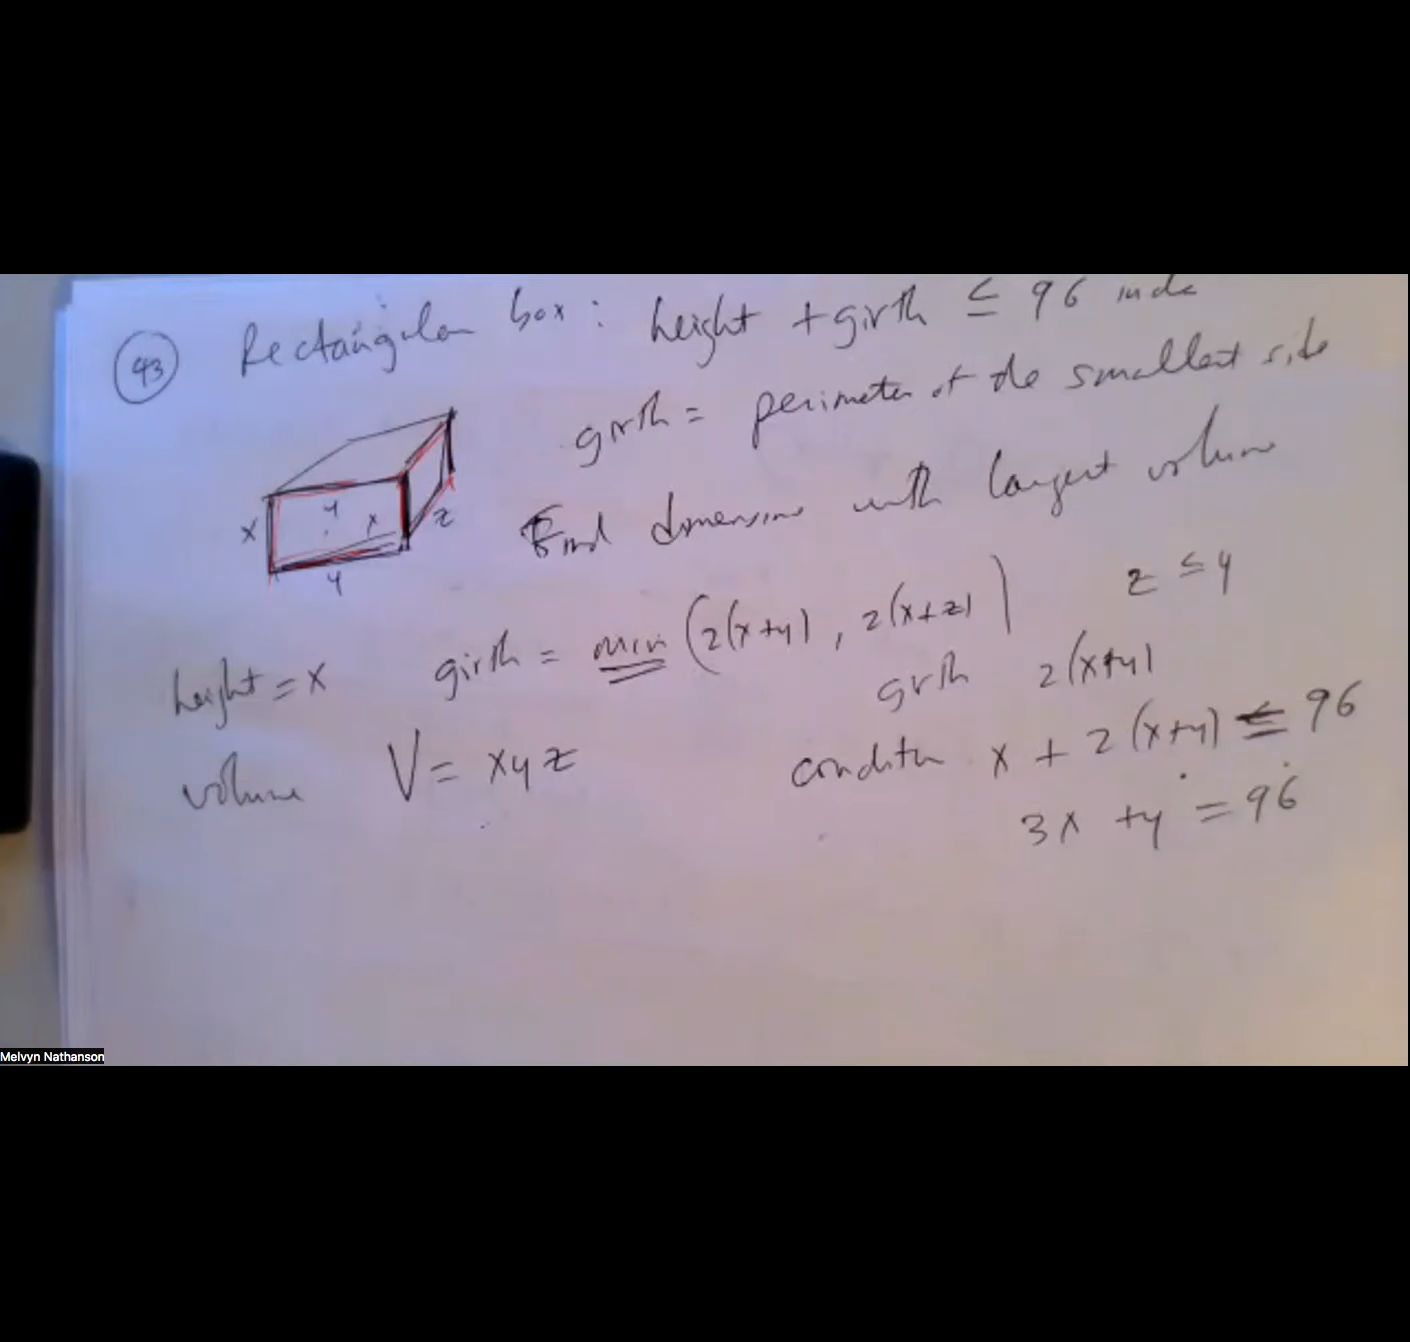 43 Rectangular box: height + girth ≤ 96
girth = perimeter of the smallest side
Find dimensions with largest volume
x y x z
y
z ≤ y
height = x girth = min (2(x+y), 2(x+z))
girth 2(x+y)
volume V = xyz condition x + 2(x+y) ≤ 96
3x + y = 96
Melvyn Nathanson